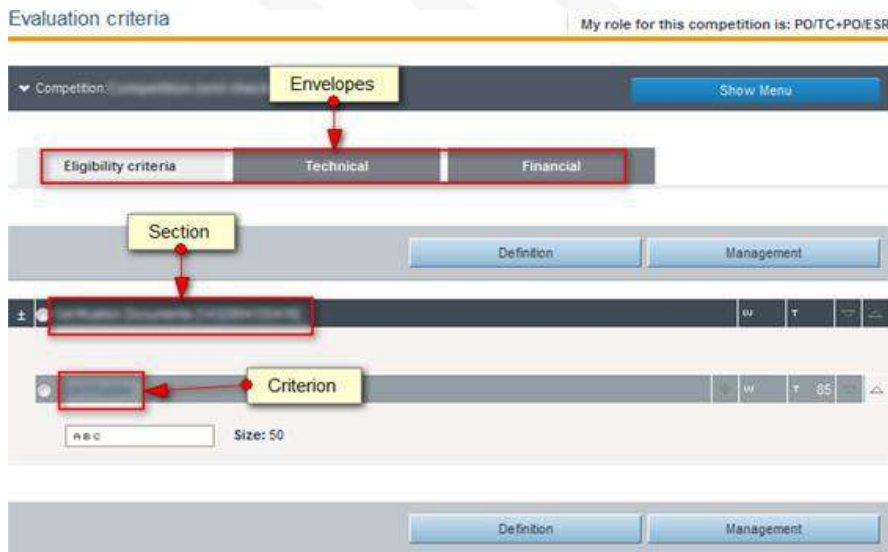 Evaluation criteria
My role for this competition is: PO/TC+PO/ESR
Competition:
Envelopes
Show Menu
Eligibility criteria Technical Financial
Section
Definition Management
± W T
Criterion
W T 85
ABC Size: 50
Definition Management